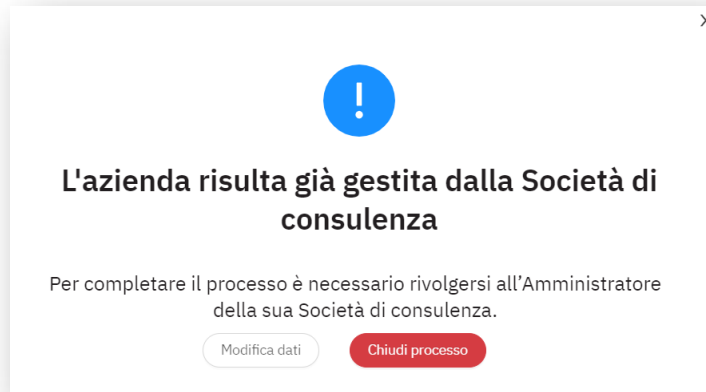 L'azienda risulta già gestita dalla Società di
consulenza
Per completare il processo è necessario rivolgersi all’Amministratore
della sua Società di consulenza.
Modifica dati
Chiudi processo